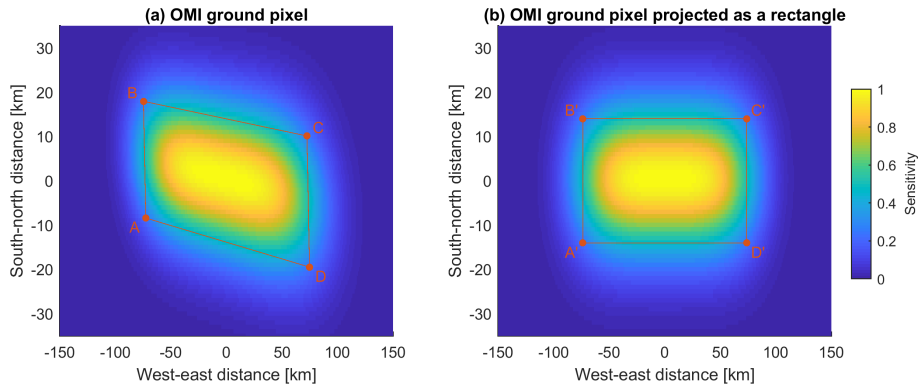 (a) OMI ground pixel
(b) OMI ground pixel projected as a rectangle
South-north distance [km]
30
20
10
0
-10
-20
-30
B
C
A
D
-150
-100
-50
0
50
100
150
West-east distance [km]
South-north distance [km]
30
20
10
0
-10
-20
-30
B'
C'
A'
D'
-150
-100
-50
0
50
100
150
West-east distance [km]
1
0.8
0.6
0.4
0.2
0
Sensitivity